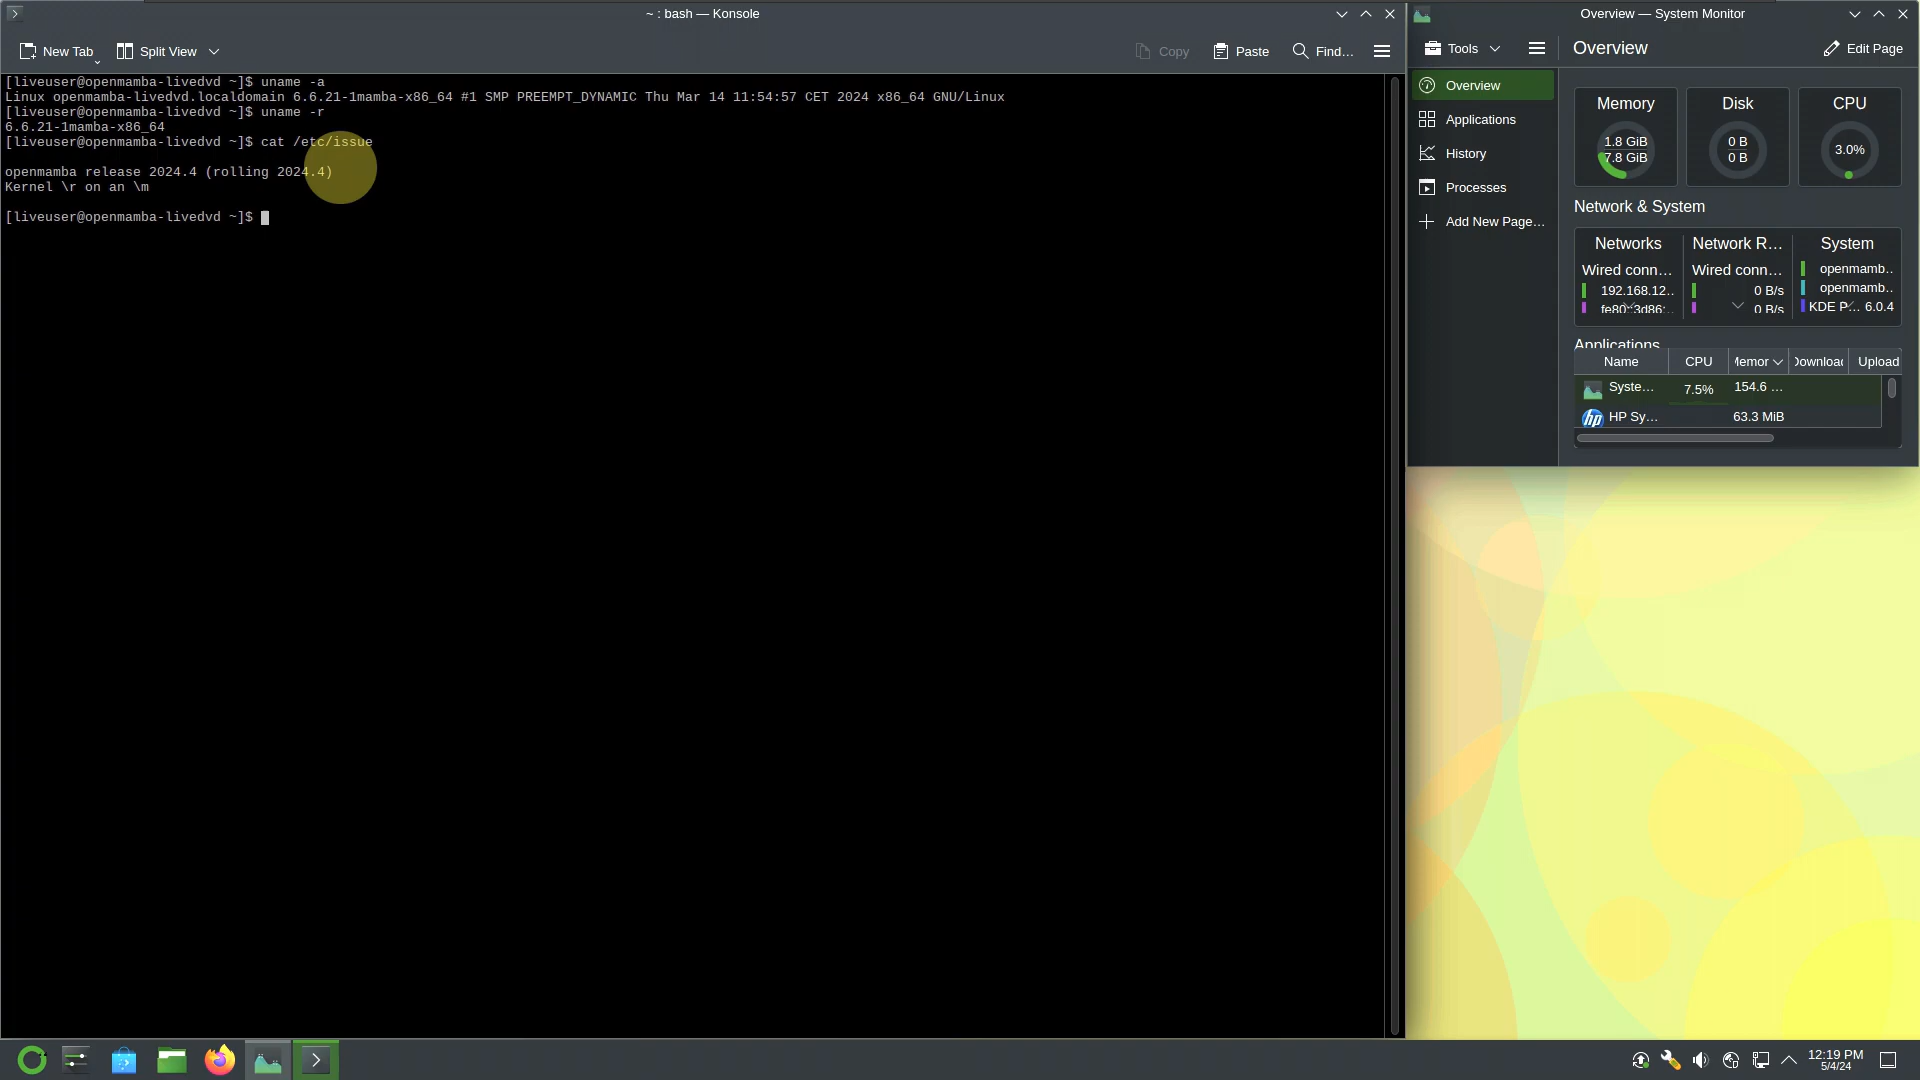 ~ : bash — Konsole
New Tab
Split View
Copy
Paste
Find...
[liveuser@openmamba-livedvd ~]$ uname -a
Linux openmamba-livedvd.localdomain 6.6.21-1mamba-x86_64 #1 SMP PREEMPT_DYNAMIC Thu Mar 14 11:54:57 CET 2024 x86_64 GNU/Linux
[liveuser@openmamba-livedvd ~]$ uname -r
6.6.21-1mamba-x86_64
[liveuser@openmamba-livedvd ~]$ cat /etc/issue
openmamba release 2024.4 (rolling 2024.4)
Kernel \r on an \m
[liveuser@openmamba-livedvd ~]$
Overview — System Monitor
Tools
Overview
Edit Page
Overview
Applications
History
Processes
Add New Page...
Memory
1.8 GiB
7.8 GiB
Disk
0 B
0 B
CPU
3.0%
Network & System
Networks
Wired conn...
192.168.12..
fe80::3d86:..
Network R...
Wired conn...
0 B/s
0 B/s
System
openmamb..
openmamb..
KDE P... 6.0.4
Applications
Name CPU Memor Downloac Upload
Syste... 7.5% 154.6 ...
HP Sy... 63.3 MiB
hp
12:19 PM
5/4/24